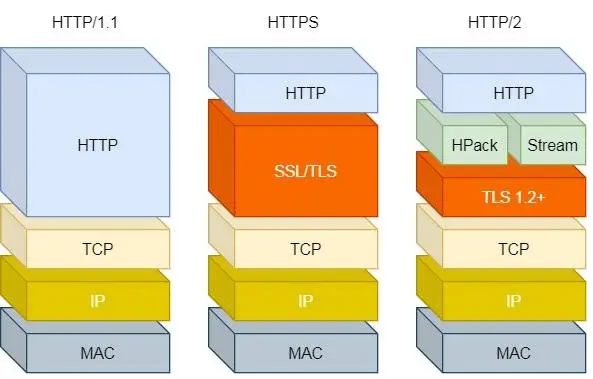 HTTP/1.1
HTTPS
HTTP/2
HTTP
TCP
IP
MAC
HTTP
SSL/TLS
TCP
IP
MAC
HTTP
HPack
Stream
TLS 1.2+
TCP
IP
MAC